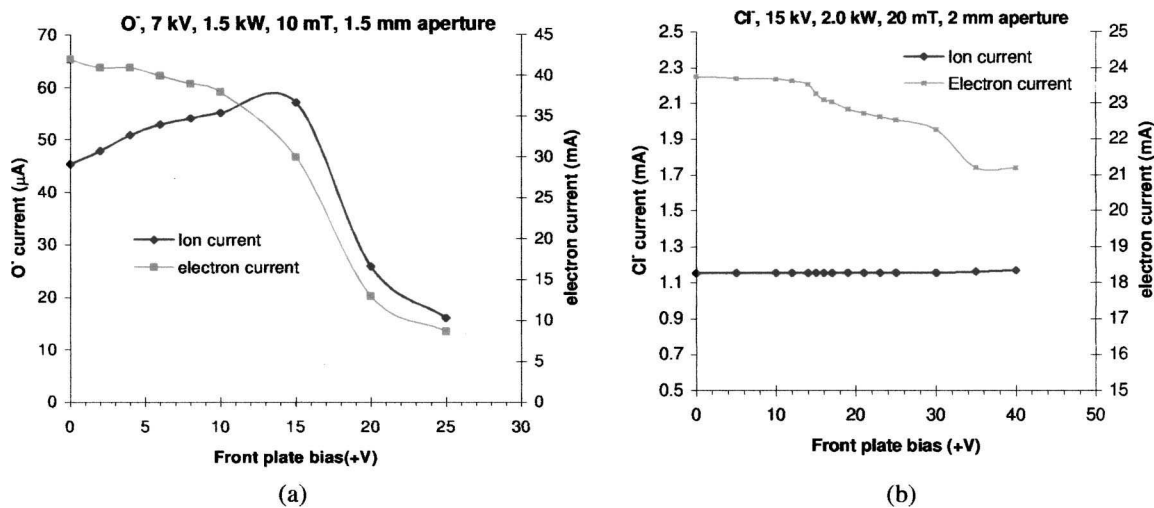 O⁻, 7 kV, 1.5 kW, 10 mT, 1.5 mm aperture
70
60
50
40
30
20
10
0
O⁻ current (μA)
Ion current
electron current
45
40
35
30
25
20
15
10
5
0
electron current (mA)
0 5 10 15 20 25 30
Front plate bias(+V)
(a)
Cl⁻, 15 kV, 2.0 kW, 20 mT, 2 mm aperture
2.5
2.3
2.1
1.9
1.7
1.5
1.3
1.1
0.9
0.7
0.5
Cl⁻ current (mA)
Ion current
Electron current
25
24
23
22
21
20
19
18
17
16
15
electron current (mA)
0 10 20 30 40 50
Front plate bias (+V)
(b)